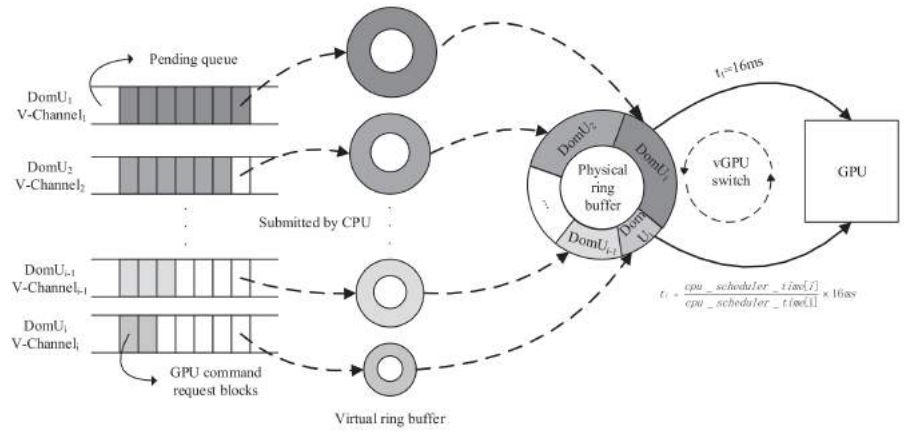 Pending queue
DomU₁
V-Channel₁
DomU₂
V-Channel₂
Submitted by CPU
DomUᵢ₋₁
V-Channelᵢ₋₁
DomUᵢ
V-Channelᵢ
GPU command
request blocks
Virtual ring buffer
DomU₂
DomU₁
Physical
ring
buffer
...
DomUᵢ₋₁
Dom
Uᵢ
t₁=16ms
vGPU
switch
GPU
tᵢ = cpu_scheduler_time[i] / cpu_scheduler_time[1] ×16ms